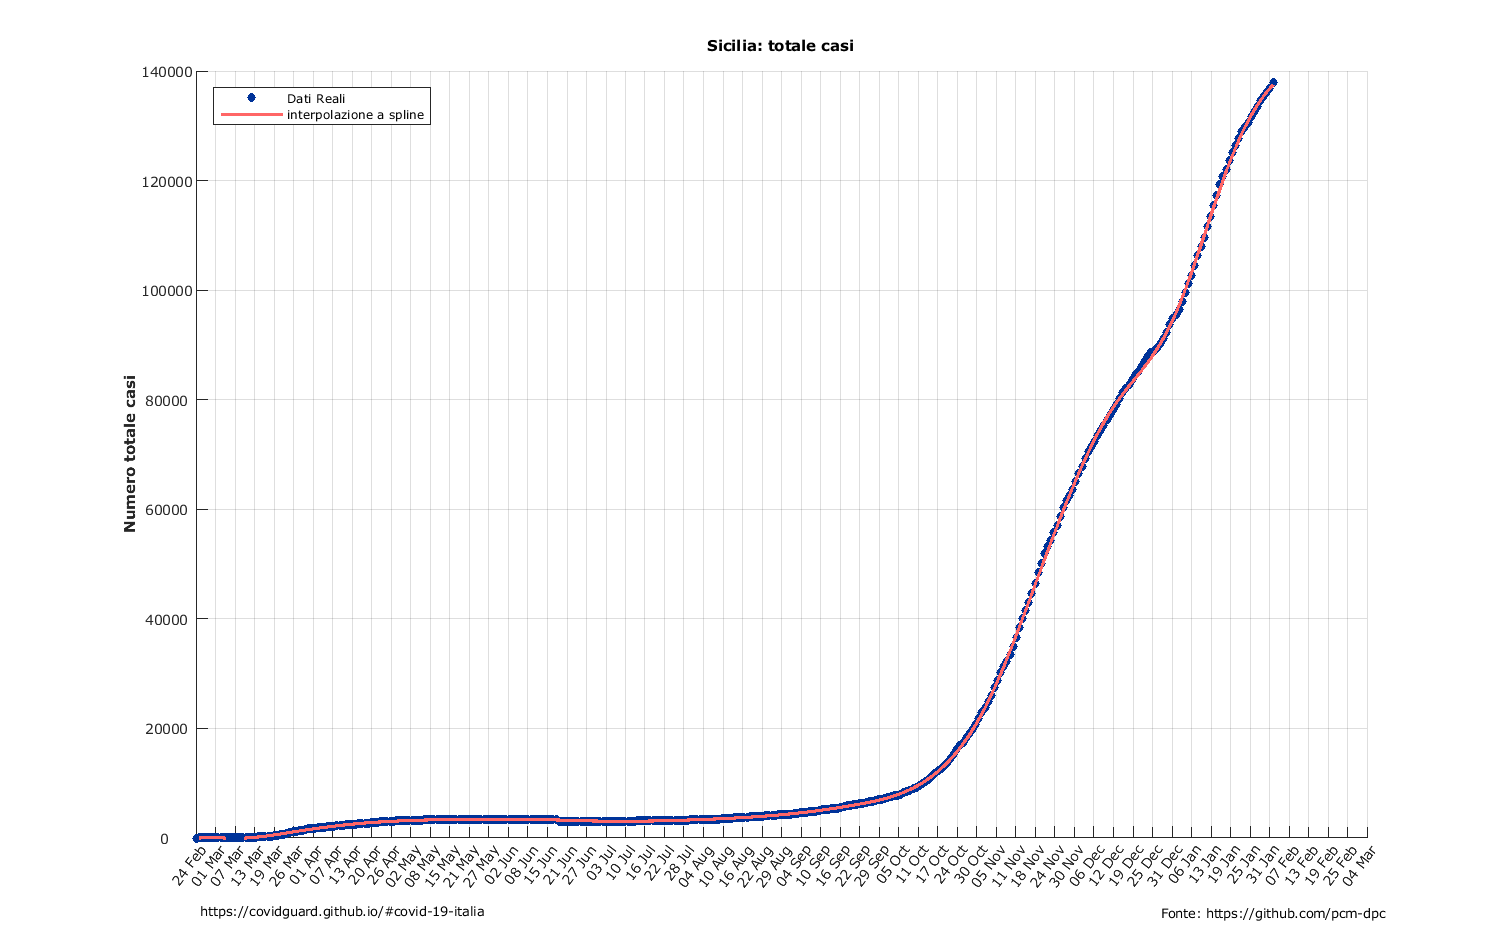 Sicilia: totale casi
140000
120000
100000
80000
60000
40000
20000
0
Numero totale casi
Dati Reali
interpolazione a spline
24 Feb
01 Mar
07 Mar
13 Mar
19 Mar
26 Mar
01 Apr
07 Apr
13 Apr
20 Apr
26 Apr
02 May
08 May
15 May
21 May
27 May
02 Jun
08 Jun
15 Jun
21 Jun
27 Jun
03 Jul
10 Jul
16 Jul
22 Jul
28 Jul
04 Aug
10 Aug
16 Aug
22 Aug
29 Aug
04 Sep
10 Sep
16 Sep
22 Sep
29 Sep
05 Oct
11 Oct
17 Oct
24 Oct
30 Oct
05 Nov
11 Nov
18 Nov
24 Nov
30 Nov
06 Dec
12 Dec
19 Dec
25 Dec
31 Dec
06 Jan
13 Jan
19 Jan
25 Jan
31 Jan
07 Feb
13 Feb
19 Feb
25 Feb
04 Mar
https://covidguard.github.io/#covid-19-italia
Fonte: https://github.com/pcm-dpc